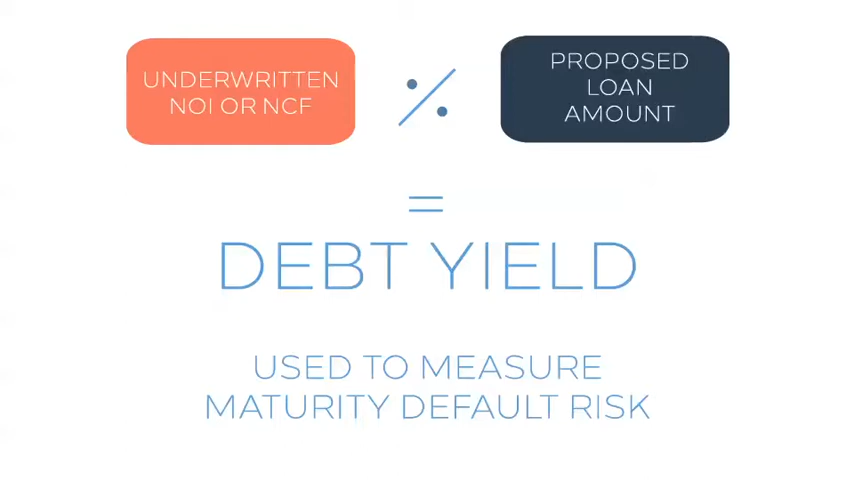 UNDERWRITTEN
NOI OR NCF
%
PROPOSED
LOAN
AMOUNT
=
DEBT YIELD
USED TO MEASURE
MATURITY DEFAULT RISK